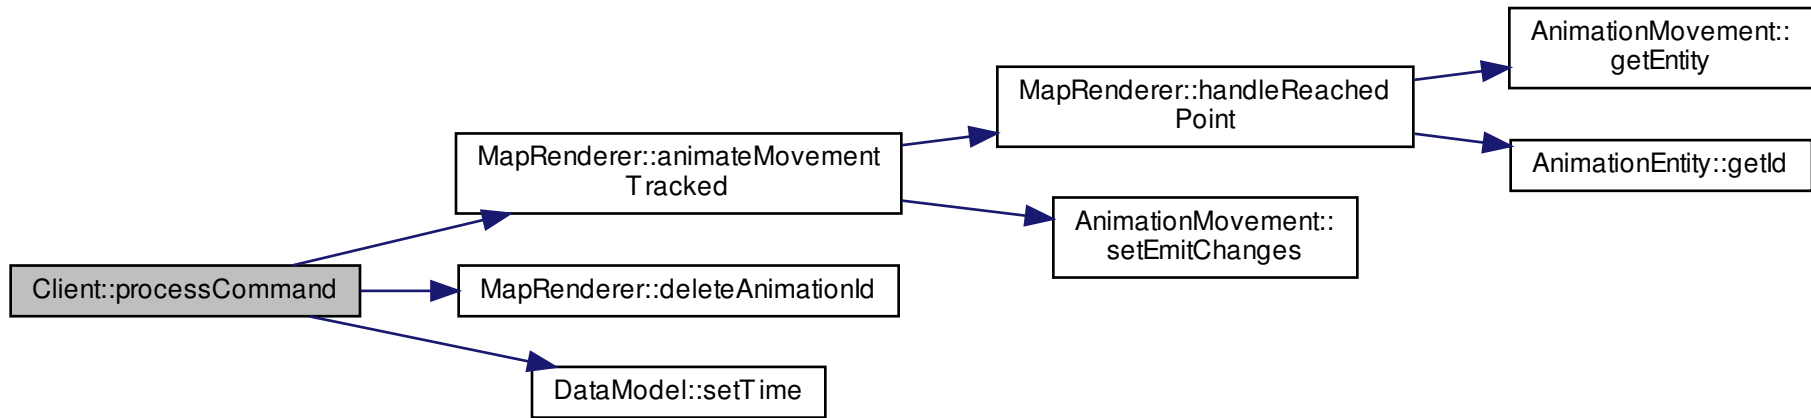 AnimationMovement::
getEntity
MapRenderer::handleReached
Point
MapRenderer::animateMovement
Tracked
AnimationEntity::getId
AnimationMovement::
setEmitChanges
Client::processCommand
MapRenderer::deleteAnimationId
DataModel::setTime